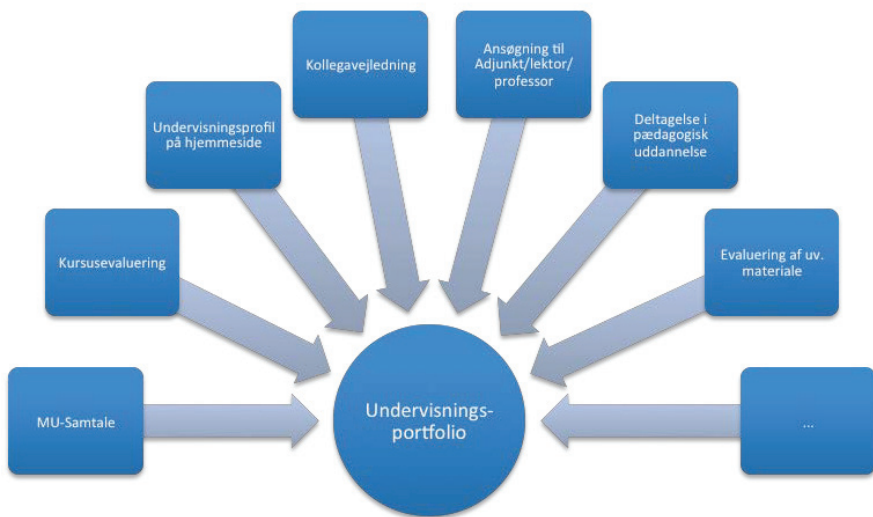 MU-Samtale
Kursusevaluering
Undervisningsprofil
på hjemmeside
Kollegavejledning
Ansøgning til
Adjunkt/lektor/
professor
Deltagelse i
pædagogisk
uddannelse
Evaluering af uv.
materiale
...
Undervisnings-
portfolio